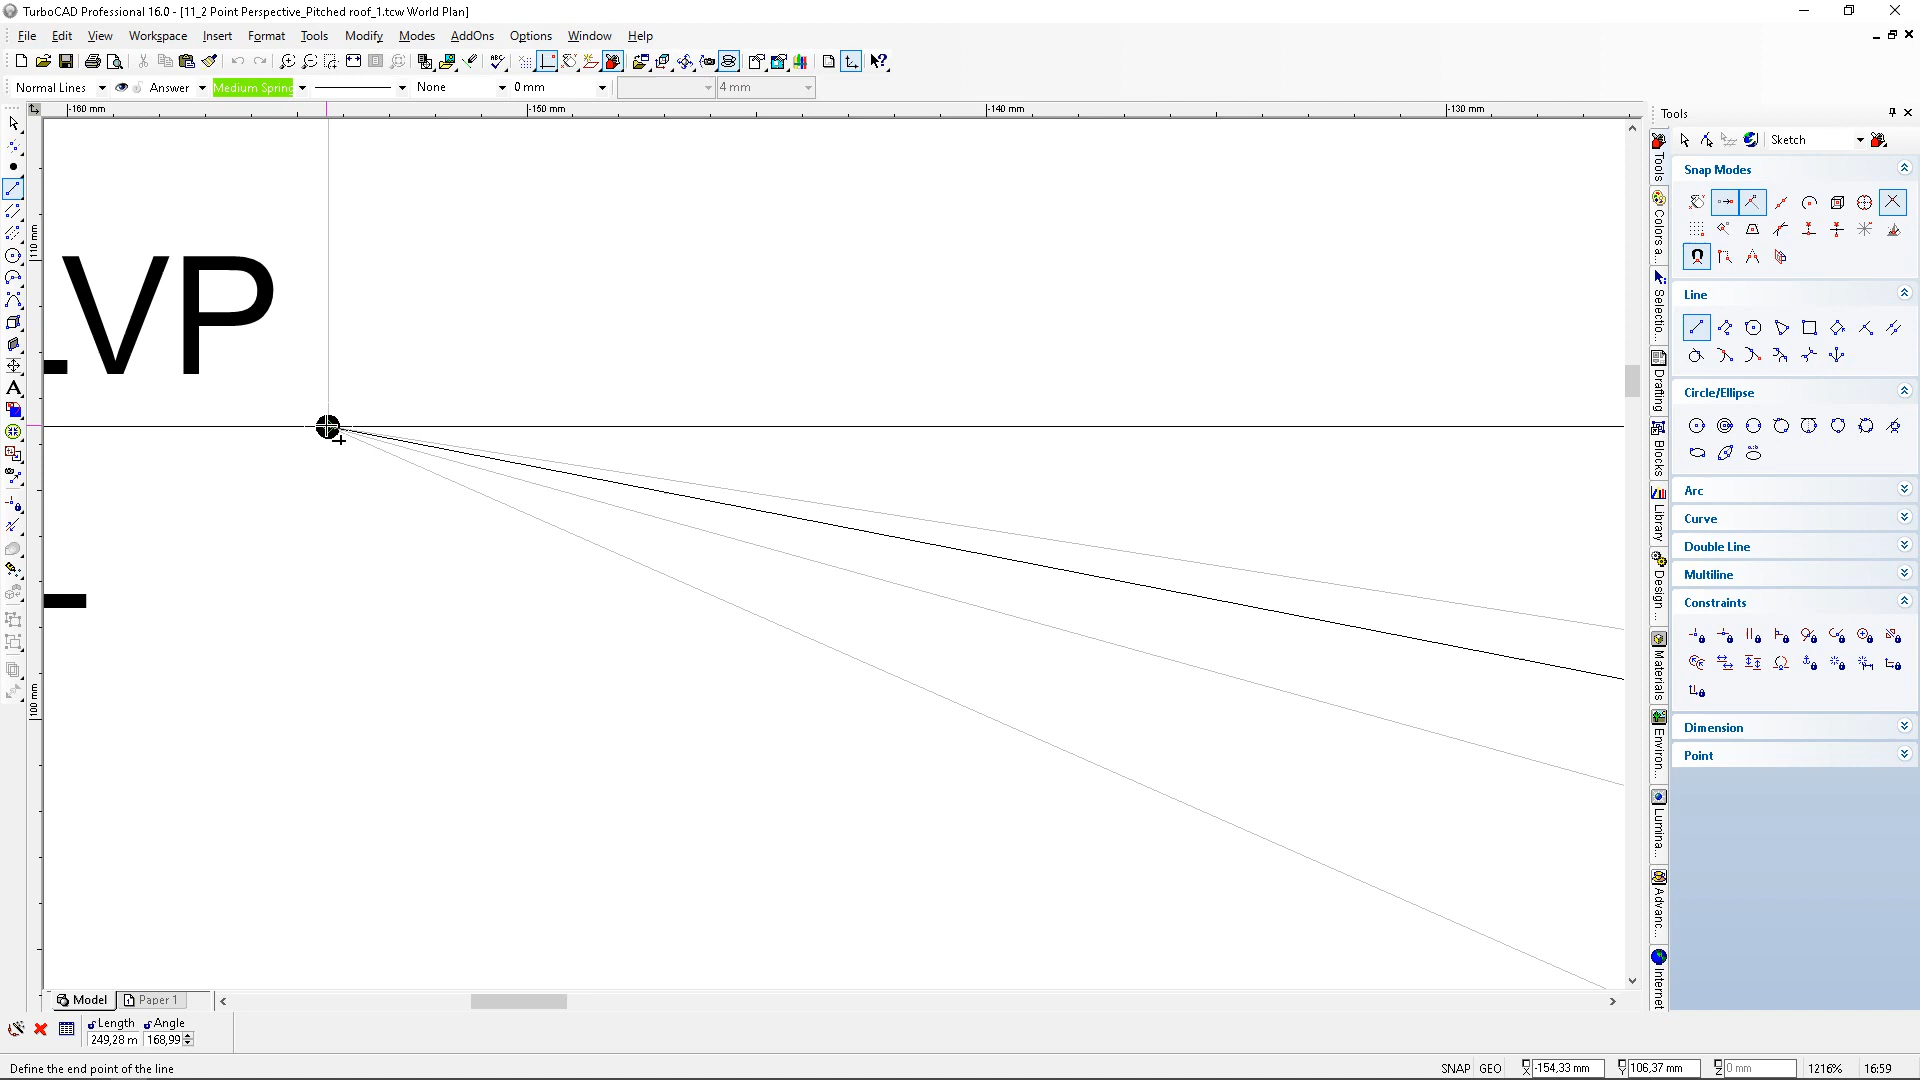 TurboCAD Professional 16.0 - [11_2 Point Perspective_Pitched roof_1.tcw World Plan]
File Edit View Workspace Insert Format Tools Modify Modes AddOns Options Window Help
Normal Lines Answer Medium Spring None 0 mm 4 mm
-160 mm -150 mm -140 mm -130 mm
Tools
Sketch
Snap Modes
Line
Circle/Ellipse
Arc
Curve
Double Line
Multiline
Constraints
Dimension
Point
Tools
Colors a...
Selectio...
Drafting
Blocks
Library
Design ...
Materials
Environ...
Lumina...
Advanc...
Internet
110 mm
100 mm
LVP
Model Paper 1
Length Angle
249,28 m 168,99
Define the end point of the line
SNAP GEO X -154,33 mm Y 106,37 mm Z 0 mm 1216% 16:59